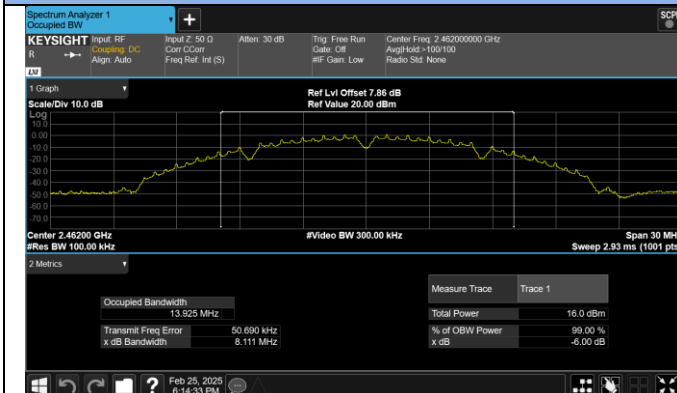 Spectrum Analyzer 1
Occupied BW
+
SCP
KEYSIGHT
R
LXI
Input: RF
Coupling: DC
Align: Auto
Input Z: 50 Ω
Corr CCorr
Freq Ref: Int (S)
Atten: 30 dB
Trig: Free Run
Gate: Off
#IF Gain: Low
Center Freq: 2.462000000 GHz
Avg|Hold:>100/100
Radio Std: None
1 Graph
Scale/Div 10.0 dB
Ref Lvl Offset 7.86 dB
Ref Value 20.00 dBm
Log
10.0
0.00
-10.0
-20.0
-30.0
-40.0
-50.0
-60.0
-70.0
Center 2.46200 GHz
#Video BW 300.00 kHz
Span 30 MH
#Res BW 100.00 kHz
Sweep 2.93 ms (1001 pts
2 Metrics
Occupied Bandwidth
13.925 MHz
Transmit Freq Error 50.690 kHz
x dB Bandwidth 8.111 MHz
Measure Trace Trace 1
Total Power 16.0 dBm
% of OBW Power 99.00 %
x dB -6.00 dB
?
Feb 25, 2025
6:14:33 PM